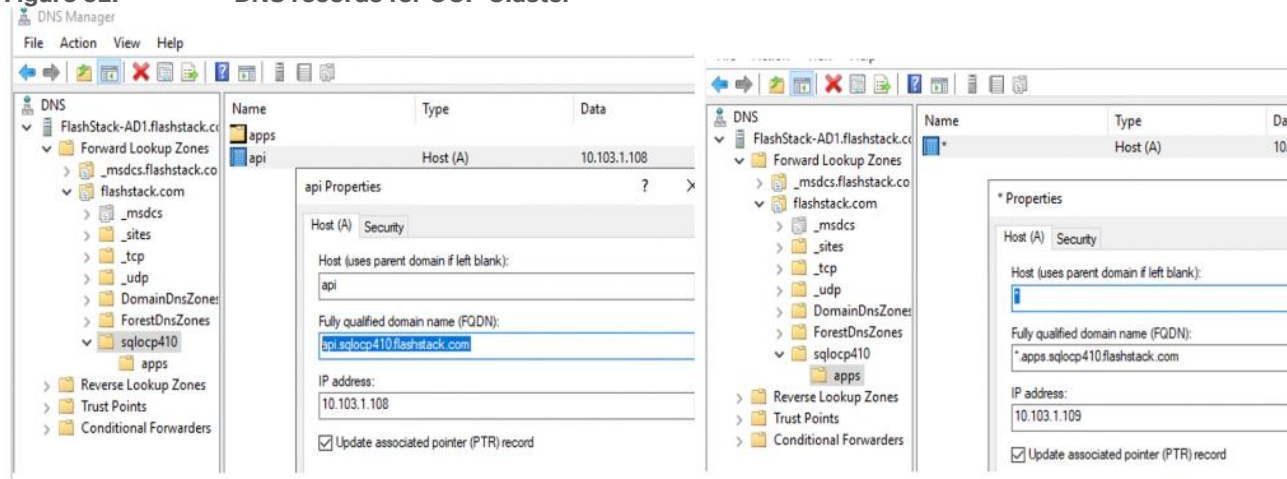 DNS records for OCP Cluster
DNS Manager
File Action View Help
DNS
FlashStack-AD1.flashstack.cc
Forward Lookup Zones
_msdcs.flashstack.co
flashstack.com
_msdcs
_sites
_tcp
_udp
DomainDnsZones
ForestDnsZones
sqlocp410
apps
Reverse Lookup Zones
Trust Points
Conditional Forwarders
Name Type Data
apps
api Host (A) 10.103.1.108
api Properties ? X
Host (A) Security
Host (uses parent domain if left blank):
api
Fully qualified domain name (FQDN):
api.sqlocp410.flashstack.com
IP address:
10.103.1.108
Update associated pointer (PTR) record
DNS
FlashStack-AD1.flashstack.cc
Forward Lookup Zones
_msdcs.flashstack.co
flashstack.com
_msdcs
_sites
_tcp
_udp
DomainDnsZones
ForestDnsZones
sqlocp410
apps
Reverse Lookup Zones
Trust Points
Conditional Forwarders
Name Type Da
* Host (A) 10.
* Properties
Host (A) Security
Host (uses parent domain if left blank):
*
Fully qualified domain name (FQDN):
*.apps.sqlocp410.flashstack.com
IP address:
10.103.1.109
Update associated pointer (PTR) record